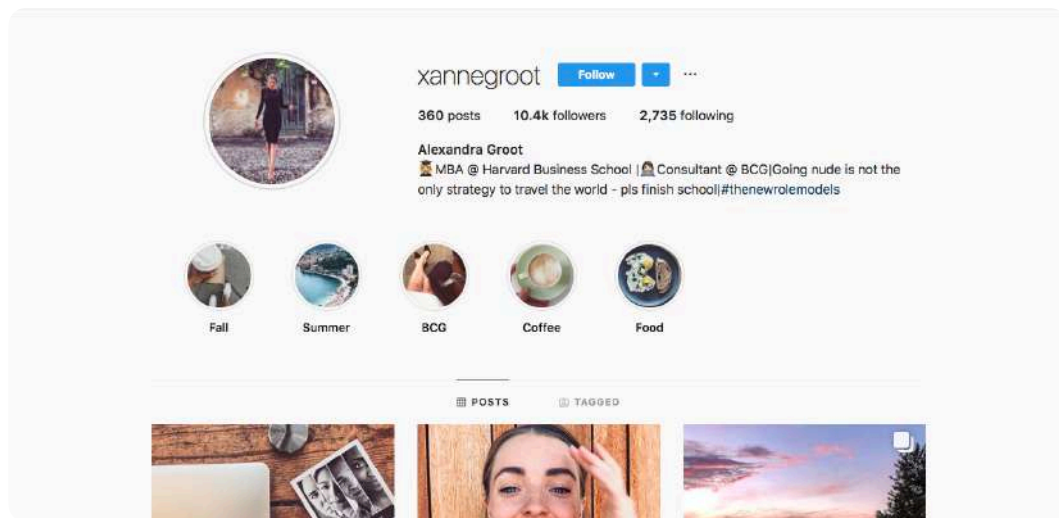 xannegroot Follow ...
360 posts 10.4k followers 2,735 following
Alexandra Groot
👩‍🎓MBA @ Harvard Business School |🤷🏻‍♀️Consultant @ BCG|Going nude is not the
only strategy to travel the world - pls finish school|#thenewrolemodels
Fall Summer BCG Coffee Food
POSTS TAGGED